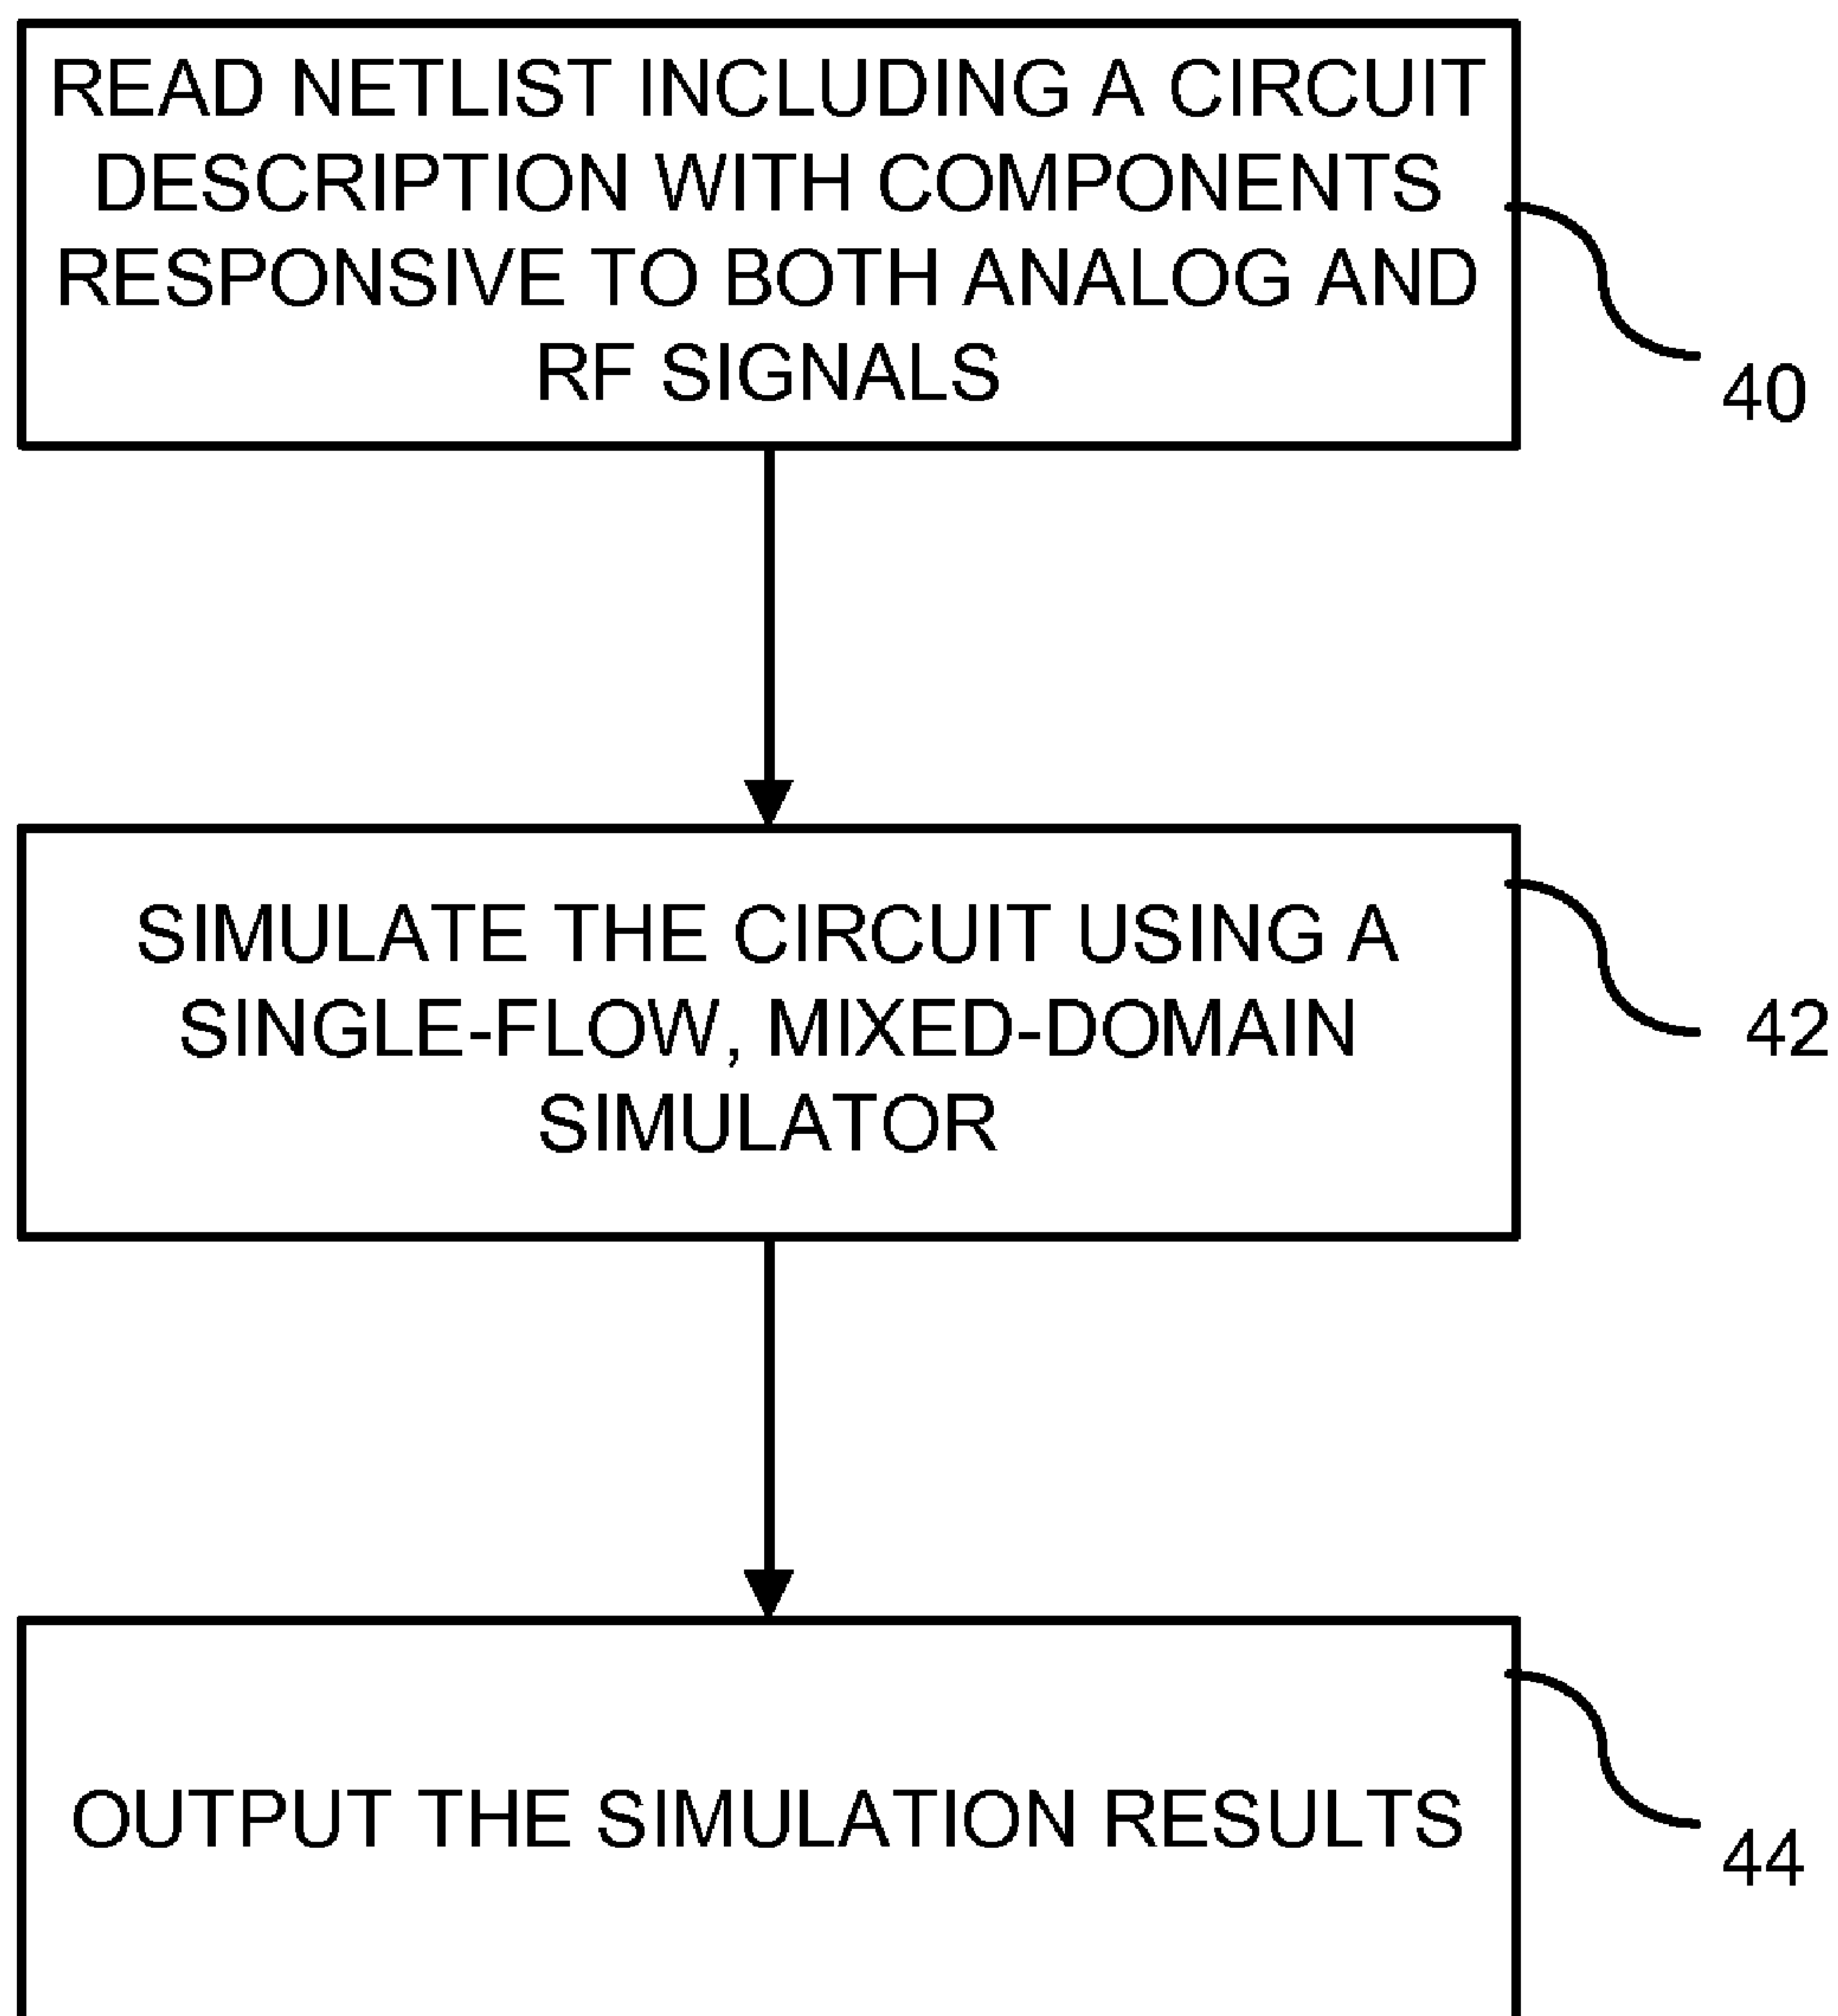 READ NETLIST INCLUDING A CIRCUIT
DESCRIPTION WITH COMPONENTS
RESPONSIVE TO BOTH ANALOG AND
RF SIGNALS
40
SIMULATE THE CIRCUIT USING A
SINGLE-FLOW, MIXED-DOMAIN
SIMULATOR
42
OUTPUT THE SIMULATION RESULTS
44